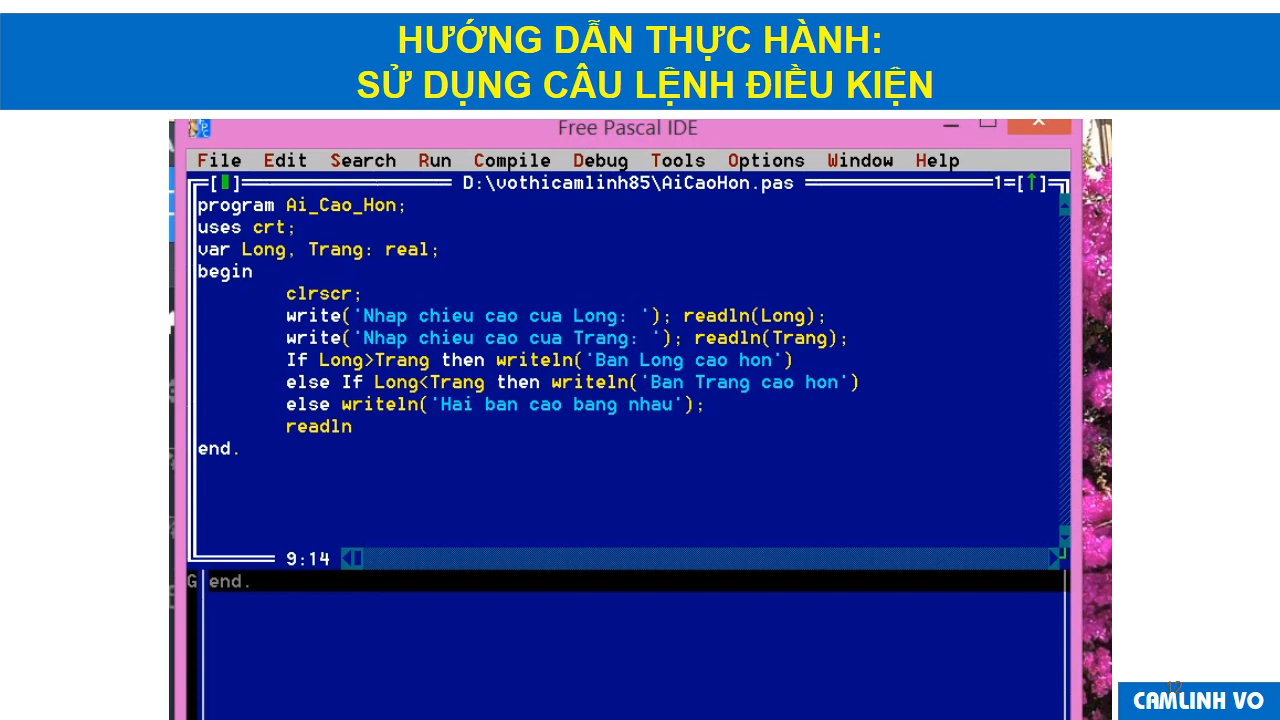 HƯỚNG DẪN THỰC HÀNH:
SỬ DỤNG CÂU LỆNH ĐIỀU KIỆN
Free Pascal IDE
File Edit Search Run Compile Debug Tools Options Window Help
D:\vothicamlinh85\AiCaoHon.pas 1=[↑]
program Ai_Cao_Hon;
uses crt;
var Long, Trang: real;
begin
clrscr;
write('Nhap chieu cao cua Long: '); readln(Long);
write('Nhap chieu cao cua Trang: '); readln(Trang);
If Long>Trang then writeln('Ban Long cao hon')
else If Long<Trang then writeln('Ban Trang cao hon')
else writeln('Hai ban cao bang nhau');
readln
end.
9:14
G end.
CAMLINH VO